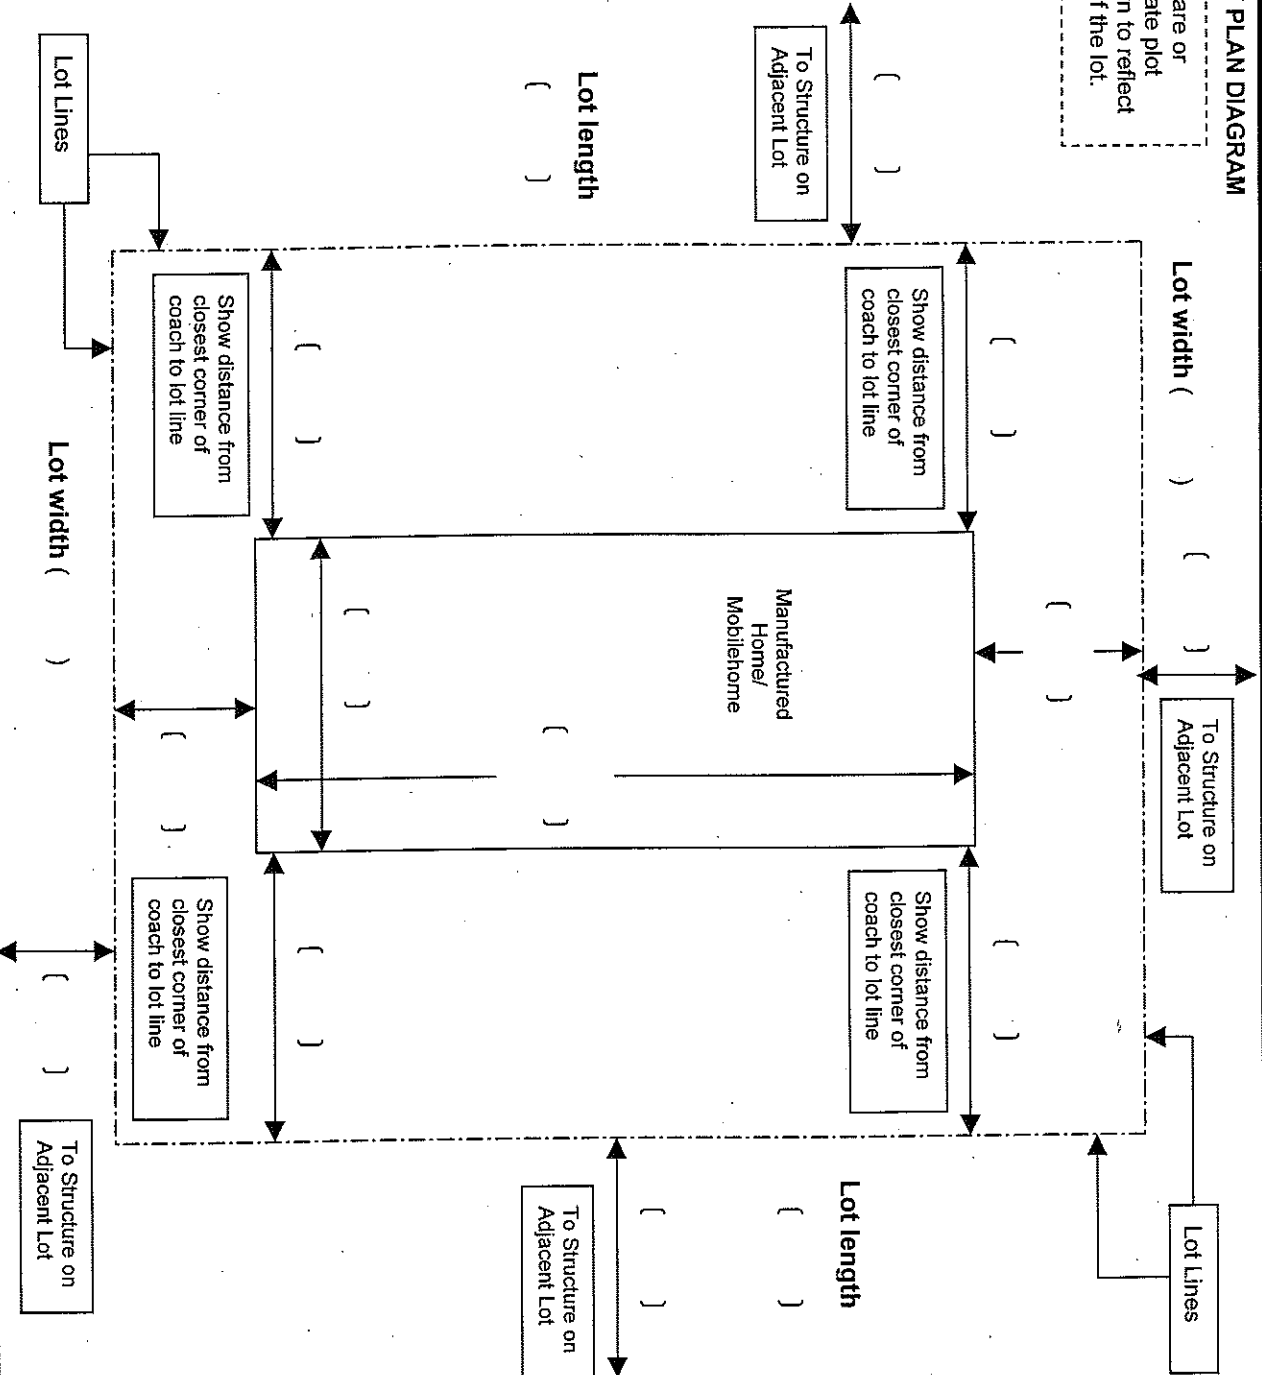 PLAN DIAGRAM
are or
ate plot
n to reflect
f the lot.
Lot width ( )
( )
To Structure on
Adjacent Lot
Lot Lines
( )
( )
( )
( )
To Structure on
Adjacent Lot
Show distance from
closest corner of
coach to lot line
Show distance from
closest corner of
coach to lot line
Manufactured
Home/
Mobilehome
Lot length
( )
( )
To Structure on
Adjacent Lot
Lot length
( )
( )
( )
( )
( )
Show distance from
closest corner of
coach to lot line
( )
Show distance from
closest corner of
coach to lot line
Lot Lines
Lot width ( )
( )
To Structure on
Adjacent Lot